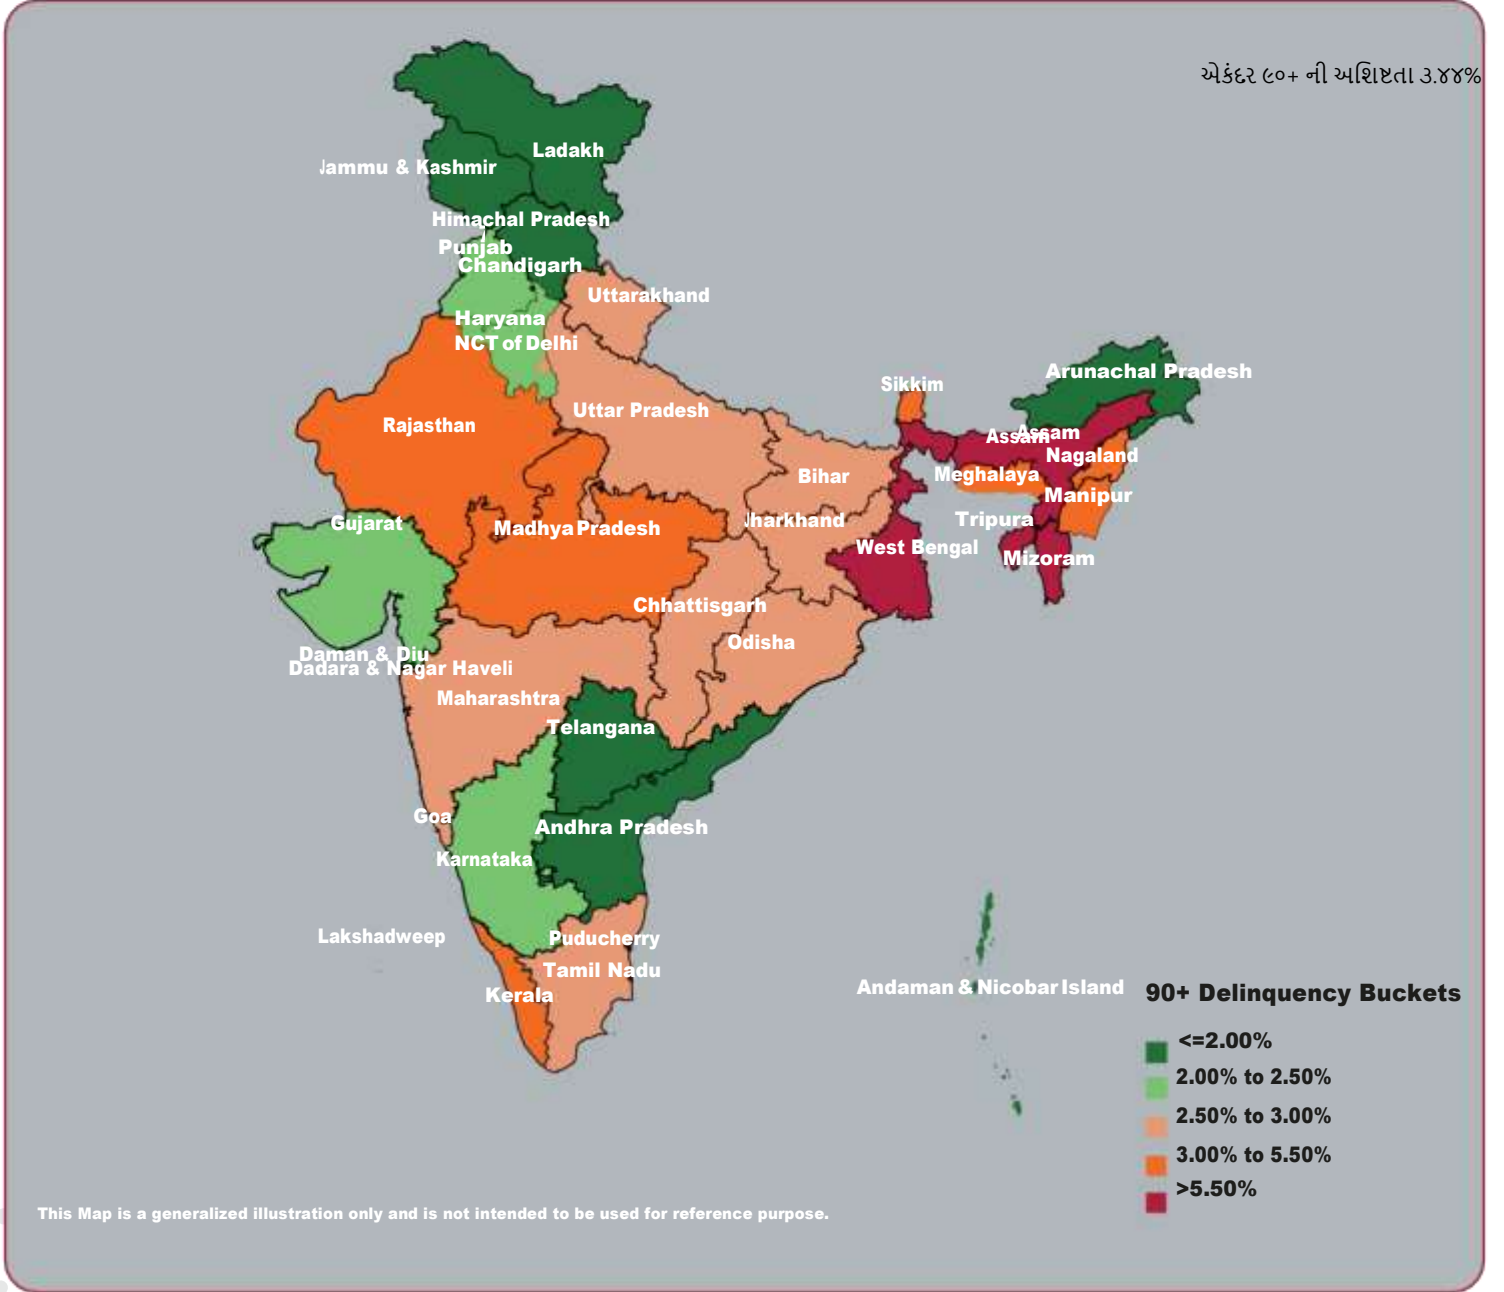 એકંદર ૯૦+ ની અશિષ્ટતા ૩.૪૪%
Ladakh
Jammu & Kashmir
Himachal Pradesh
Punjab
Chandigarh
Uttarakhand
Haryana
NCT of Delhi
Arunachal Pradesh
Sikkim
Uttar Pradesh
Rajasthan
Assam
Assam
Nagaland
Bihar
Meghalaya
Manipur
Gujarat
Madhya Pradesh
Jharkhand
Tripura
West Bengal
Mizoram
Chhattisgarh
Odisha
Daman & Diu
Dadara & Nagar Haveli
Maharashtra
Telangana
Goa
Andhra Pradesh
Karnataka
Lakshadweep
Puducherry
Tamil Nadu
Kerala
Andaman & Nicobar Island
90+ Delinquency Buckets
<=2.00%
2.00% to 2.50%
2.50% to 3.00%
3.00% to 5.50%
>5.50%
This Map is a generalized illustration only and is not intended to be used for reference purpose.